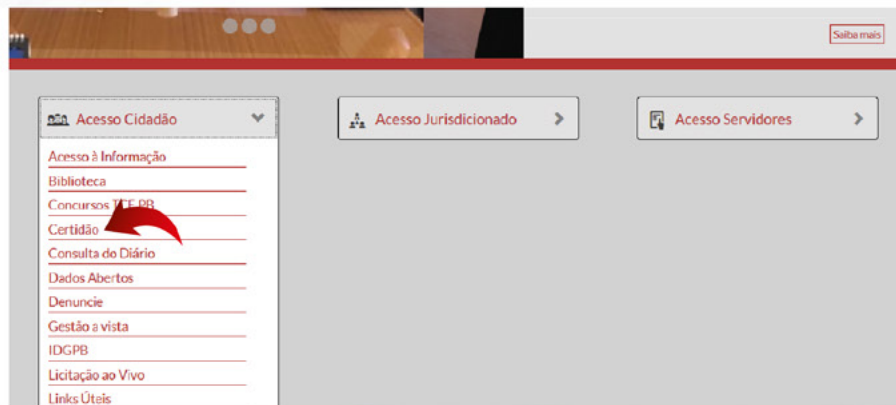 Saiba mais
Acesso Cidadão
Acesso Jurisdicionado
Acesso Servidores
Acesso à Informação
Biblioteca
Concursos TCE PB
Certidão
Consulta do Diário
Dados Abertos
Denuncie
Gestão a vista
IDGPB
Licitação ao Vivo
Links Úteis